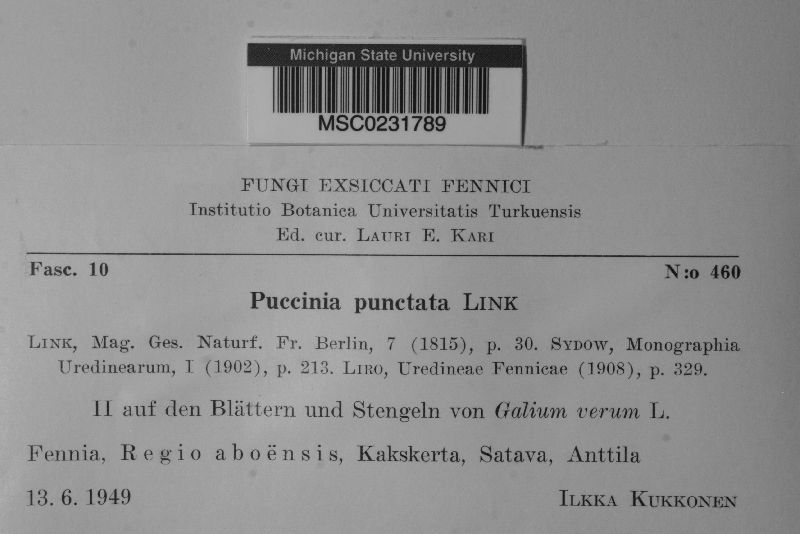 Michigan State University
MSC0231789
FUNGI EXSICCATI FENNICI
Institutio Botanica Universitatis Turkuensis
Ed. cur. LAURI E. KARI
Fasc. 10 N:o 460
Puccinia punctata LINK
LINK, Mag. Ges. Naturf. Fr. Berlin, 7 (1815), p. 30. SYDOW, Monographia
Uredinearum, I (1902), p. 213. LIRO, Uredineae Fennicae (1908), p. 329.
II auf den Blättern und Stengeln von Galium verum L.
Fennia, Regio aboënsis, Kakskerta, Satava, Anttila
13. 6. 1949 ILKKA KUKKONEN